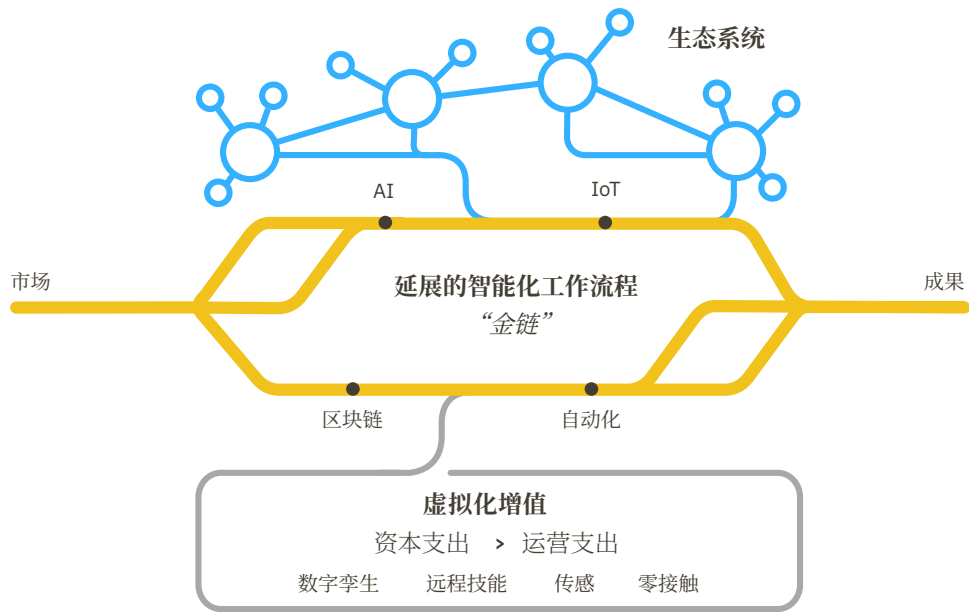 生态系统
AI
IoT
市场
成果
延展的智能化工作流程
“金链”
区块链
自动化
虚拟化增值
资本支出 > 运营支出
数字孪生 远程技能 传感 零接触